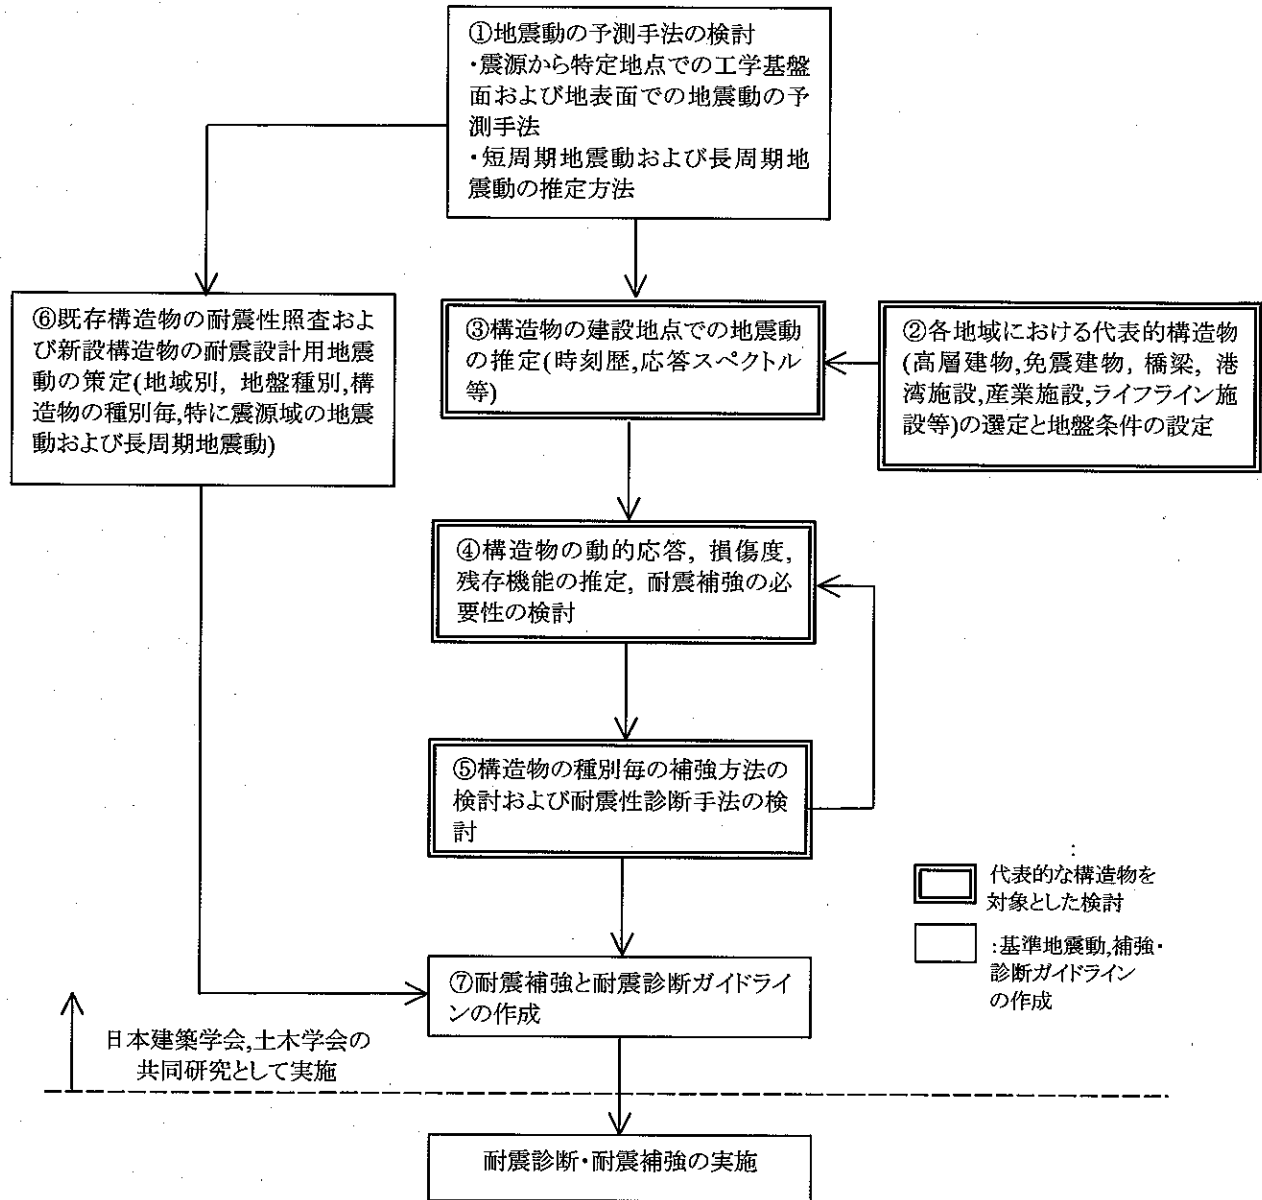 ①地震動の予測手法の検討
・震源から特定地点での工学基盤
面および地表面での地震動の予
測手法
・短周期地震動および長周期地
震動の推定方法
⑥既存構造物の耐震性照査およ
び新設構造物の耐震設計用地震
動の策定(地域別, 地盤種別,構
造物の種別毎,特に震源域の地震
動および長周期地震動)
③構造物の建設地点での地震動
の推定(時刻歴,応答スペクトル
等)
②各地域における代表的構造物
(高層建物,免震建物, 橋梁, 港
湾施設,産業施設,ライフライン施
設等)の選定と地盤条件の設定
④構造物の動的応答, 損傷度,
残存機能の推定, 耐震補強の必
要性の検討
⑤構造物の種別毎の補強方法の
検討および耐震性診断手法の検
討
:
代表的な構造物を
対象とした検討
:基準地震動,補強・
診断ガイドライン
の作成
⑦耐震補強と耐震診断ガイドライ
ンの作成
日本建築学会,土木学会の
共同研究として実施
耐震診断・耐震補強の実施